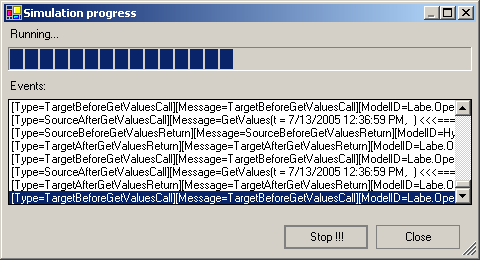 Simulation progress
Running...
Events:
[Type=TargetBeforeGetValuesCall][Message=TargetBeforeGetValuesCall][ModelID=Labe.Ope
[Type=SourceAfterGetValuesCall][Message=GetValues(t = 7/13/2005 12:36:59 PM, ) <<<===
[Type=SourceBeforeGetValuesReturn][Message=SourceBeforeGetValuesReturn][ModelID=Hy
[Type=TargetAfterGetValuesReturn][Message=TargetAfterGetValuesReturn][ModelID=Labe.O
[Type=TargetBeforeGetValuesCall][Message=TargetBeforeGetValuesCall][ModelID=Labe.Ope
[Type=SourceAfterGetValuesCall][Message=GetValues(t = 7/13/2005 12:36:59 PM, ) <<<===
[Type=TargetAfterGetValuesReturn][Message=TargetAfterGetValuesReturn][ModelID=Labe.O
[Type=TargetBeforeGetValuesCall][Message=TargetBeforeGetValuesCall][ModelID=Labe.Ope
Stop !!!
Close